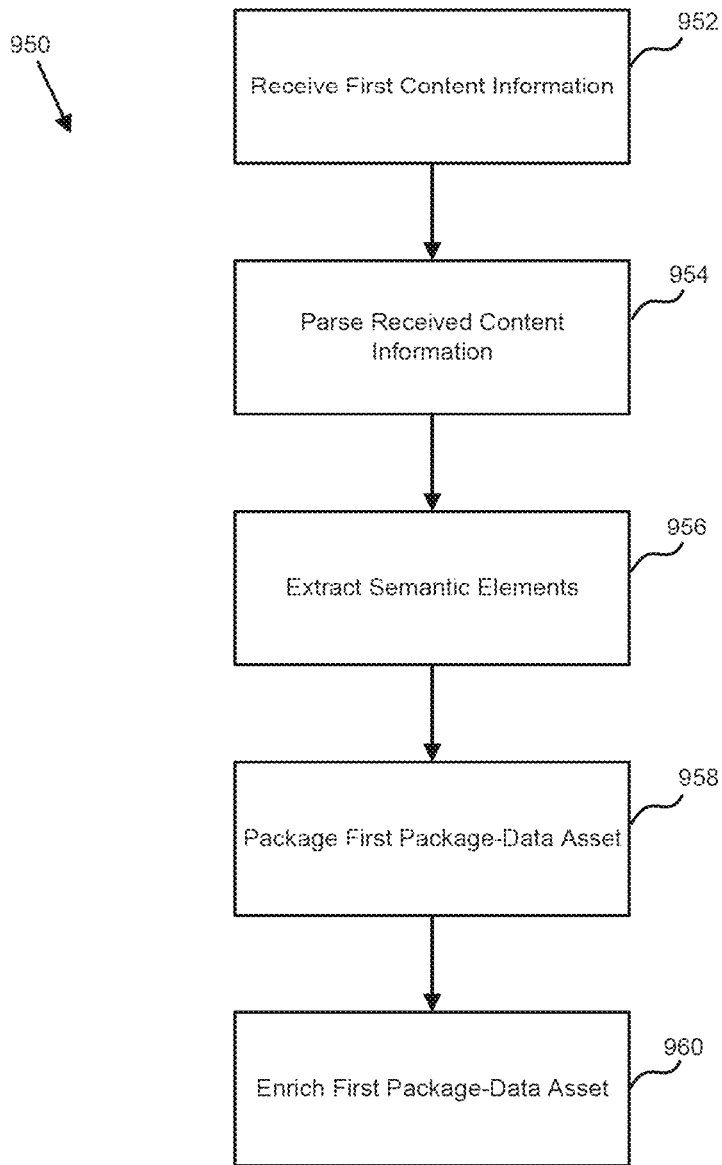 950
952
Receive First Content Information
954
Parse Received Content
Information
956
Extract Semantic Elements
958
Package First Package-Data Asset
960
Enrich First Package-Data Asset